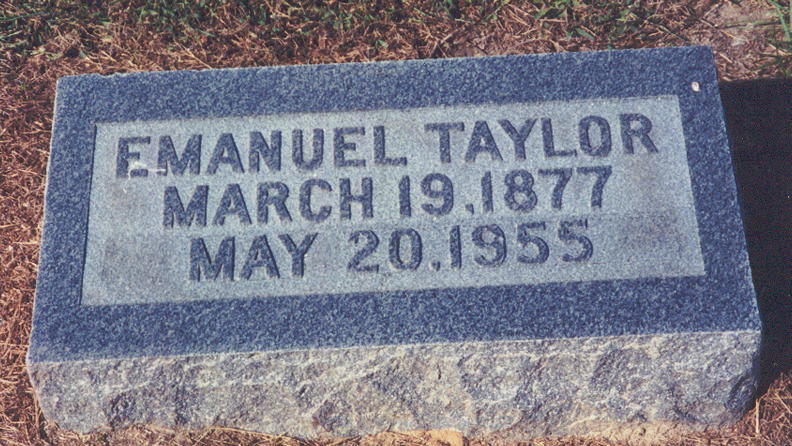 EMANUEL TAYLOR
MARCH 19, 1877
MAY 20, 1955